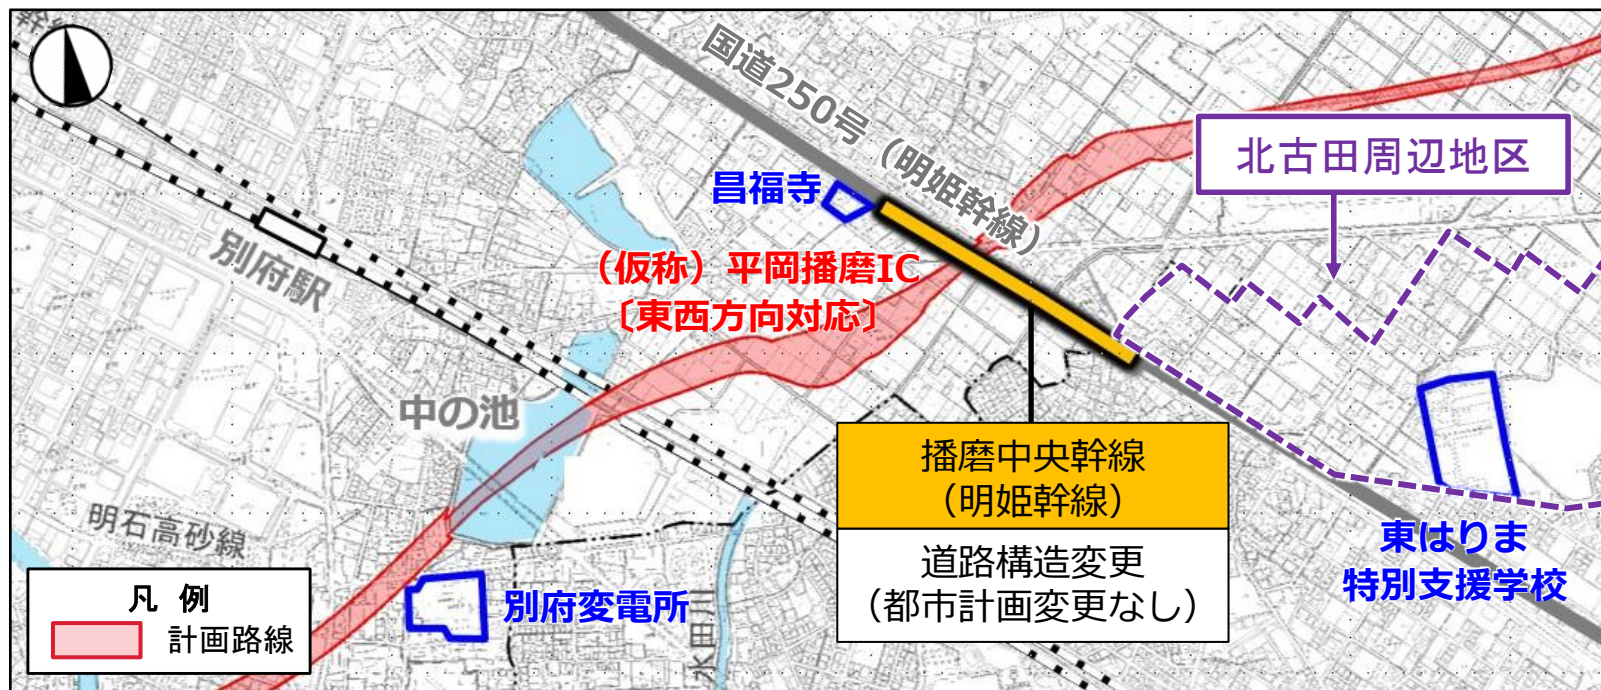 国道250号（明姫幹線）
北古田周辺地区
昌福寺
別府駅
（仮称）平岡播磨IC
〔東西方向対応〕
中の池
播磨中央幹線
（明姫幹線）
道路構造変更
（都市計画変更なし）
明石高砂線
東はりま
特別支援学校
別府変電所
水田川
凡 例
計画路線